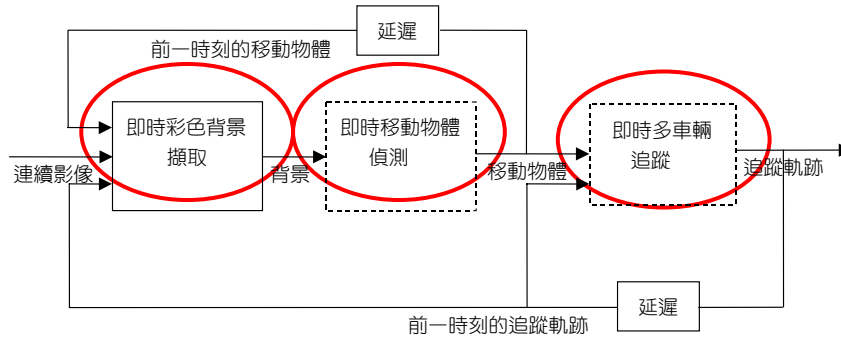 延遲
前一時刻的移動物體
即時彩色背景
擷取
即時移動物體
偵測
即時多車輛
追蹤
連續影像
背景
移動物體
追蹤軌跡
延遲
前一時刻的追蹤軌跡